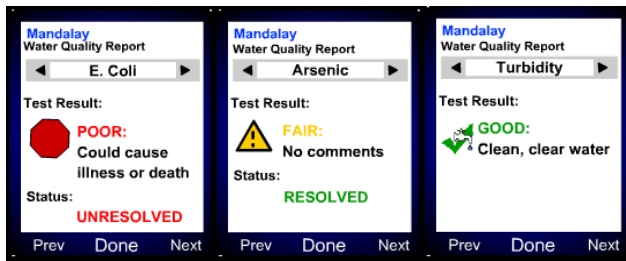 Mandalay
Water Quality Report
E. Coli
Test Result:
POOR:
Could cause
illness or death
Status:
UNRESOLVED
Prev Done Next
Mandalay
Water Quality Report
Arsenic
Test Result:
FAIR:
No comments
Status:
RESOLVED
Prev Done Next
Mandalay
Water Quality Report
Turbidity
Test Result:
GOOD:
Clean, clear water
Prev Done Next